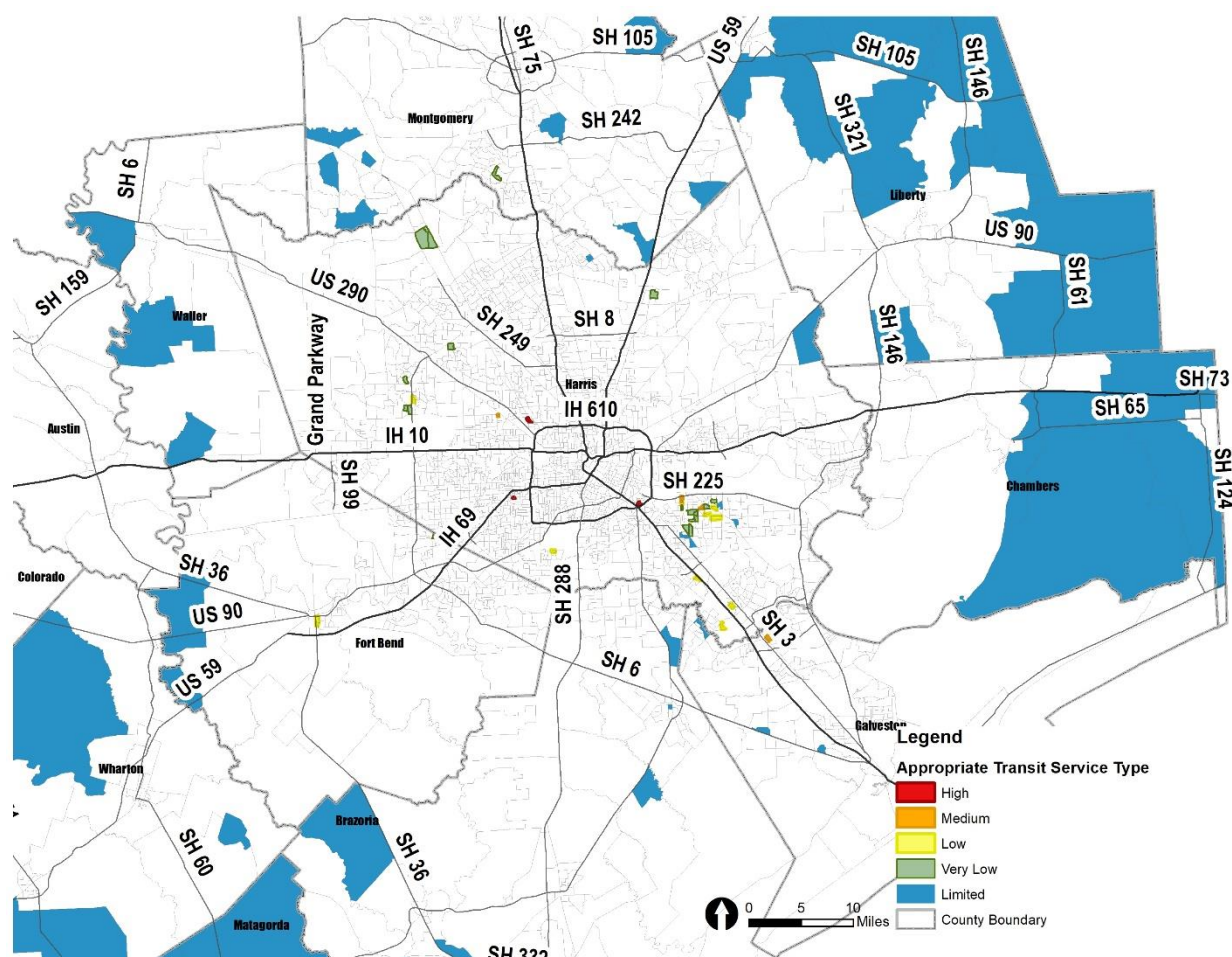 SH 75
SH 105
US 59
SH 105
SH 146
Montgomery
SH 242
SH 321
SH 6
Liberty
US 90
SH 159
US 290
SH 61
Waller
SH 249
SH 8
SH 146
Grand Parkway
Harris
SH 73
IH 610
SH 65
Austin
IH 10
SH 99
SH 225
Chambers
SH 124
IH 69
SH 36
Colorado
SH 288
US 90
SH 3
Fort Bend
US 59
SH 6
Galveston
Wharton
Brazoria
SH 60
SH 36
Matagorda
SH 332
Legend
Appropriate Transit Service Type
High
Medium
Low
Very Low
Limited
County Boundary
0 5 10
Miles